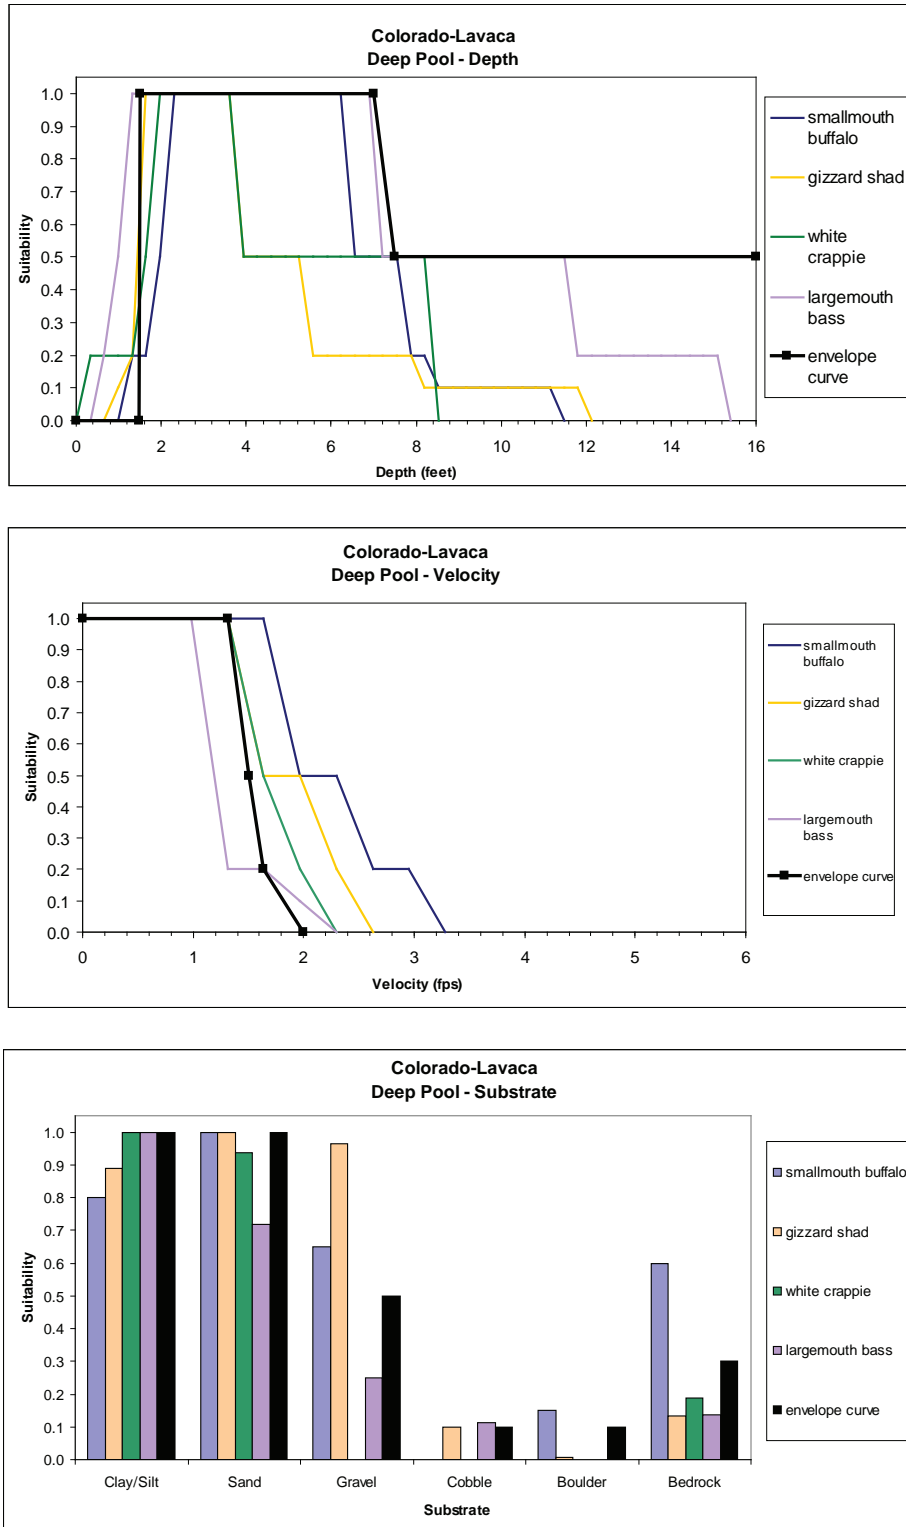 Colorado-Lavaca
Deep Pool - Depth
1.0
0.9
0.8
0.7
0.6
0.5
0.4
0.3
0.2
0.1
0.0
Suitability
0 2 4 6 8 10 12 14 16
Depth (feet)
smallmouth
buffalo
gizzard shad
white
crappie
largemouth
bass
envelope
curve
Colorado-Lavaca
Deep Pool - Velocity
1.0
0.9
0.8
0.7
0.6
0.5
0.4
0.3
0.2
0.1
0.0
Suitability
0 1 2 3 4 5 6
Velocity (fps)
smallmouth
buffalo
gizzard shad
white crappie
largemouth
bass
envelope curve
Colorado-Lavaca
Deep Pool - Substrate
1.0
0.9
0.8
0.7
0.6
0.5
0.4
0.3
0.2
0.1
0.0
Suitability
Clay/Silt Sand Gravel Cobble Boulder Bedrock
Substrate
smallmouth buffalo
gizzard shad
white crappie
largemouth bass
envelope curve